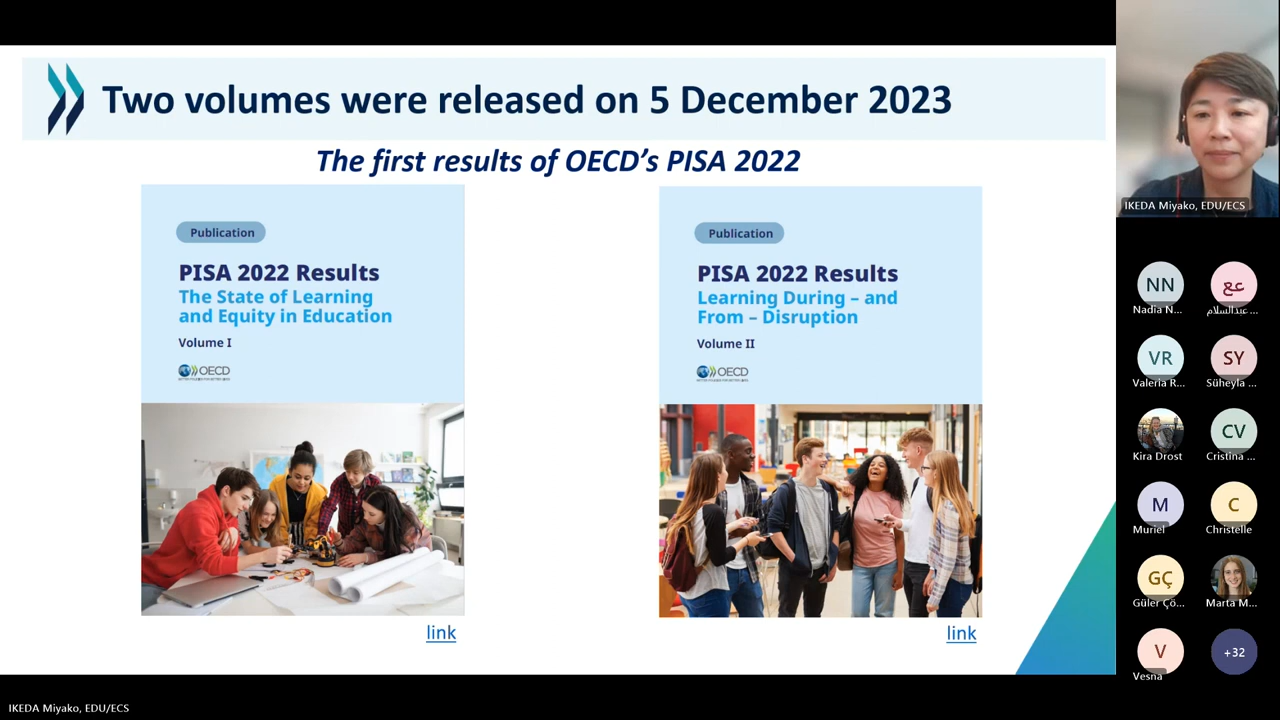 Two volumes were released on 5 December 2023
The first results of OECD's PISA 2022
Publication
PISA 2022 Results
The State of Learning
and Equity in Education
Volume I
OECD
link
Publication
PISA 2022 Results
Learning During – and
From – Disruption
Volume II
OECD
link
IKEDA Miyako, EDU/ECS
NN
Nadia N...
عع
عبدالسلام ...
VR
Valeria R...
SY
Süheyla ...
Kira Drost
CV
Cristina ...
M
Muriel
C
Christelle
GÇ
Güler Çö...
Marta M...
V
Vesna
+32
IKEDA Miyako, EDU/ECS